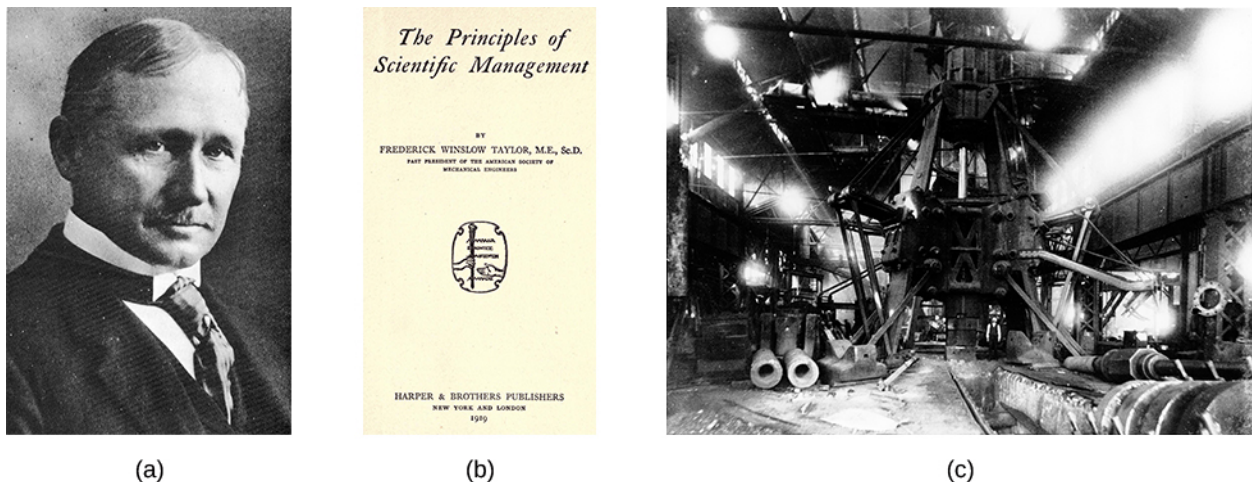 The Principles of
Scientific Management
BY
FREDERICK WINSLOW TAYLOR, M.E., Sc.D.
PAST PRESIDENT OF THE AMERICAN SOCIETY OF
MECHANICAL ENGINEERS
HARPER & BROTHERS PUBLISHERS
NEW YORK AND LONDON
1919
(a)
(b)
(c)